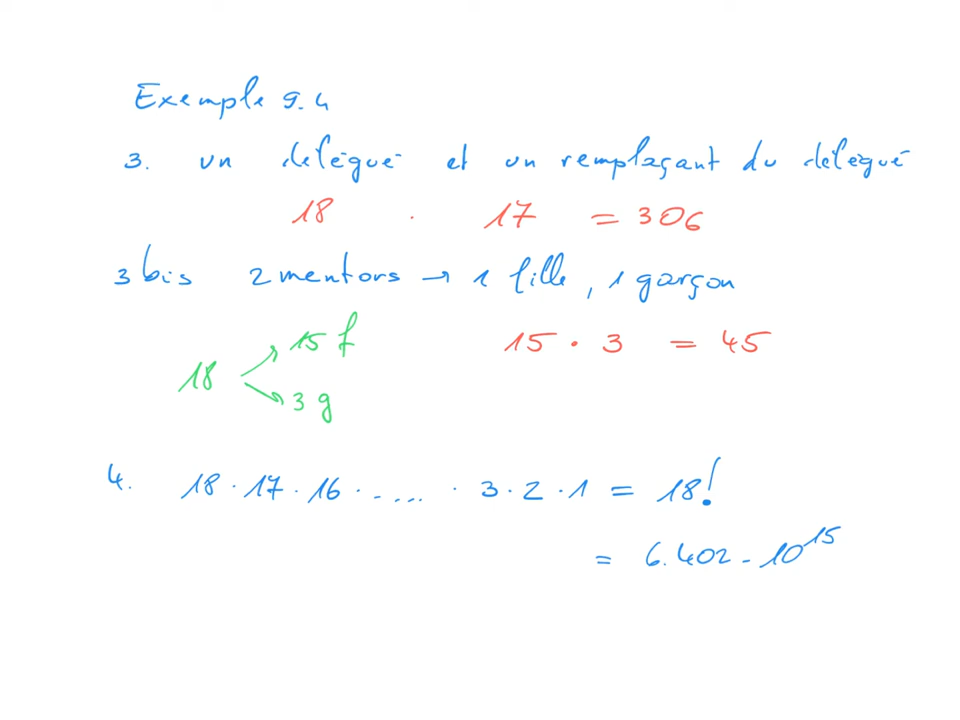 Exemple 9.4
3. un délégué et un remplaçant du délégué
18 · 17 = 306
3 bis 2 mentors → 1 fille, 1 garçon
15 f
15 · 3 = 45
18
3 g
4. 18 · 17 · 16 · ..... · 3 · 2 · 1 = 18!
= 6.402 · 10^15